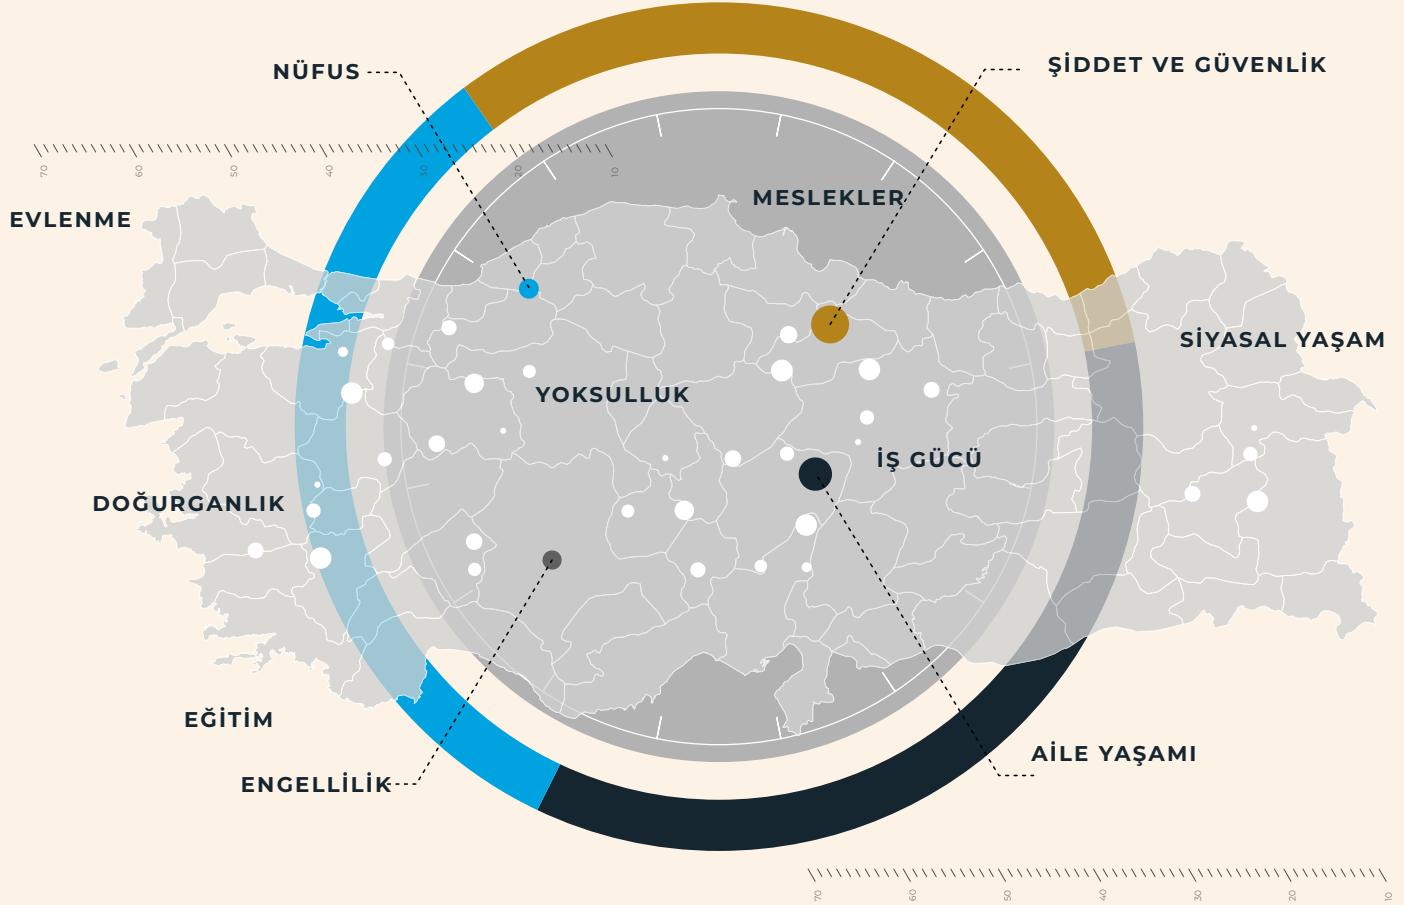 NÜFUS
ŞİDDET VE GÜVENLİK
70 60 50 40 30 20 10
MESLEKLER
EVLENME
SİYASAL YAŞAM
YOKSULLUK
İŞ GÜCÜ
DOĞURGANLIK
EĞİTİM
AİLE YAŞAMI
ENGELLİLİK
70 60 50 40 30 20 10